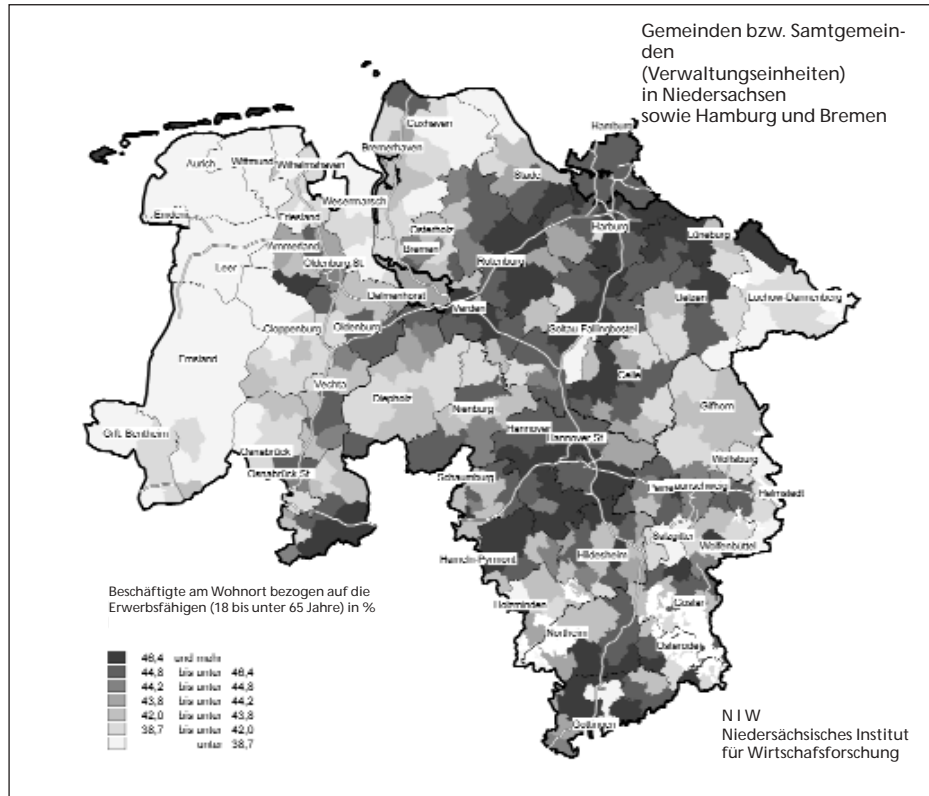 Gemeinden bzw. Samtgemein-
den
(Verwaltungseinheiten)
in Niedersachsen
sowie Hamburg und Bremen
Hamburg
Cuxhaven
Bremerhaven
Aurich
Wittmund
Wilhelmshaven
Stade
Wesermarsch
Emden
Friesland
Harburg
Lüneburg
Osterholz
Ammerland
Bremen
Leer
Oldenburg St.
Rotenburg
Delmenhorst
Uelzen
Lüchow-Dannenberg
Verden
Cloppenburg
Oldenburg
Soltau Fallingbostel
Emsland
Celle
Vechta
Diepholz
Nienburg
Gifhorn
Grft. Bentheim
Hannover
Hannover St.
Osnabrück
Wolfsburg
Osnabrück St.
Schaumburg
Peine
Helmstedt
Salzgitter
Wolfenbüttel
Hameln-Pyrmont
Hildesheim
Holzminden
Goslar
Northeim
Osterode
Göttingen
Beschäftigte am Wohnort bezogen auf die
Erwerbsfähigen (18 bis unter 65 Jahre) in %
46,4 und mehr
44,8 bis unter 46,4
44,2 bis unter 44,8
43,8 bis unter 44,2
42,0 bis unter 43,8
38,7 bis unter 42,0
unter 38,7
N I W
Niedersächsisches Institut
für Wirtschafsforschung